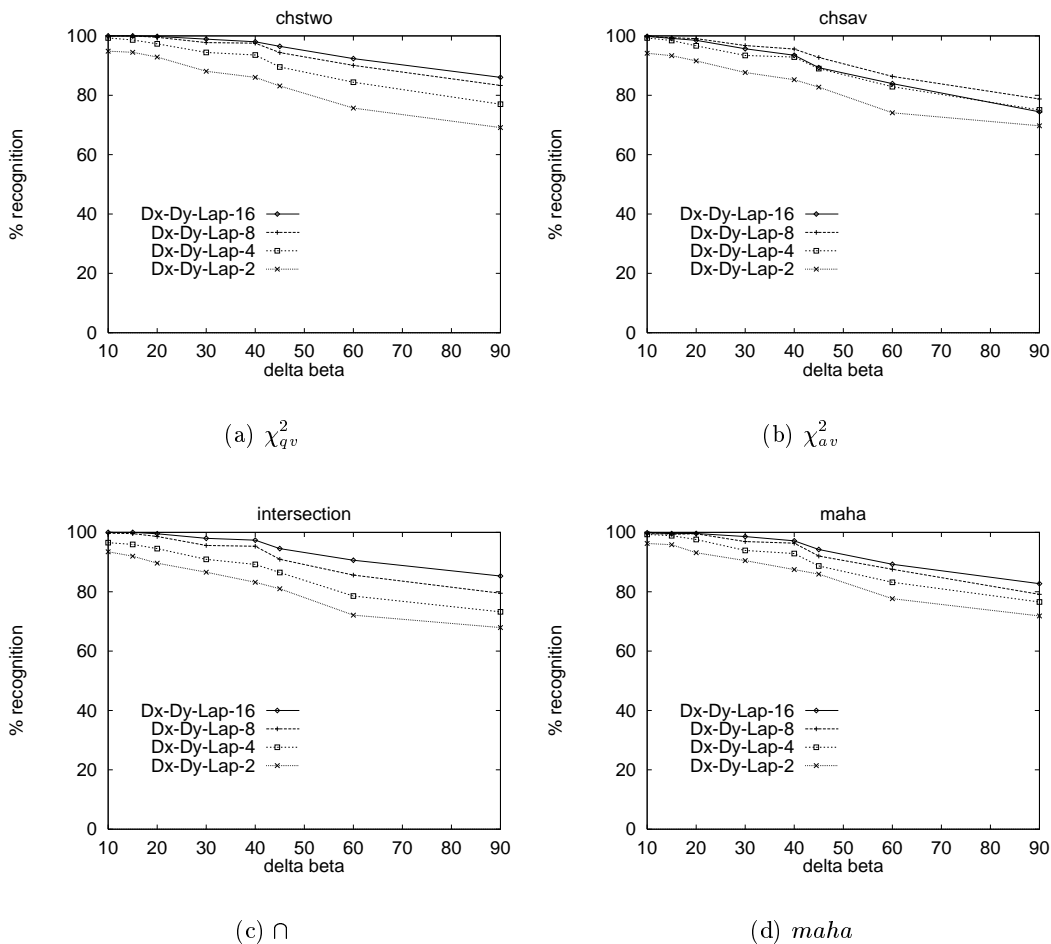 chstwo
100
80
60
40
20
0
% recognition
Dx-Dy-Lap-16
Dx-Dy-Lap-8
Dx-Dy-Lap-4
Dx-Dy-Lap-2
10 20 30 40 50 60 70 80 90
delta beta
(a) χ²qv
chsav
100
80
60
40
20
0
% recognition
Dx-Dy-Lap-16
Dx-Dy-Lap-8
Dx-Dy-Lap-4
Dx-Dy-Lap-2
10 20 30 40 50 60 70 80 90
delta beta
(b) χ²av
intersection
100
80
60
40
20
0
% recognition
Dx-Dy-Lap-16
Dx-Dy-Lap-8
Dx-Dy-Lap-4
Dx-Dy-Lap-2
10 20 30 40 50 60 70 80 90
delta beta
(c) ∩
maha
100
80
60
40
20
0
% recognition
Dx-Dy-Lap-16
Dx-Dy-Lap-8
Dx-Dy-Lap-4
Dx-Dy-Lap-2
10 20 30 40 50 60 70 80 90
delta beta
(d) maha